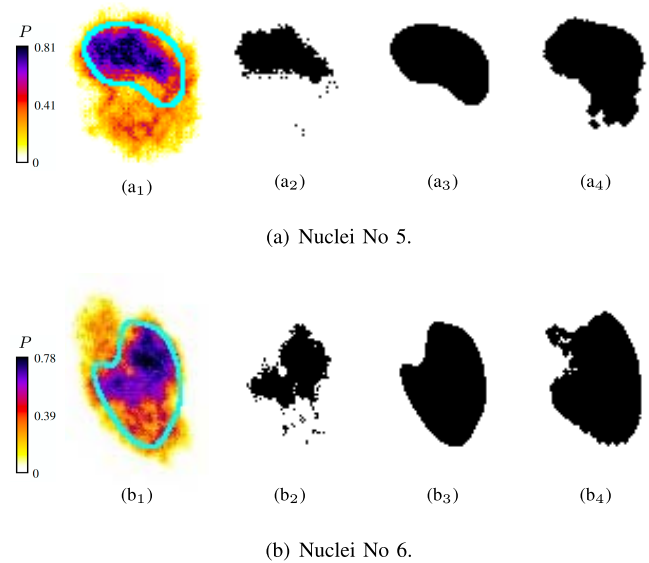 P
0.81
0.41
0
(a₁) (a₂) (a₃) (a₄)
(a) Nuclei No 5.
P
0.78
0.39
0
(b₁) (b₂) (b₃) (b₄)
(b) Nuclei No 6.